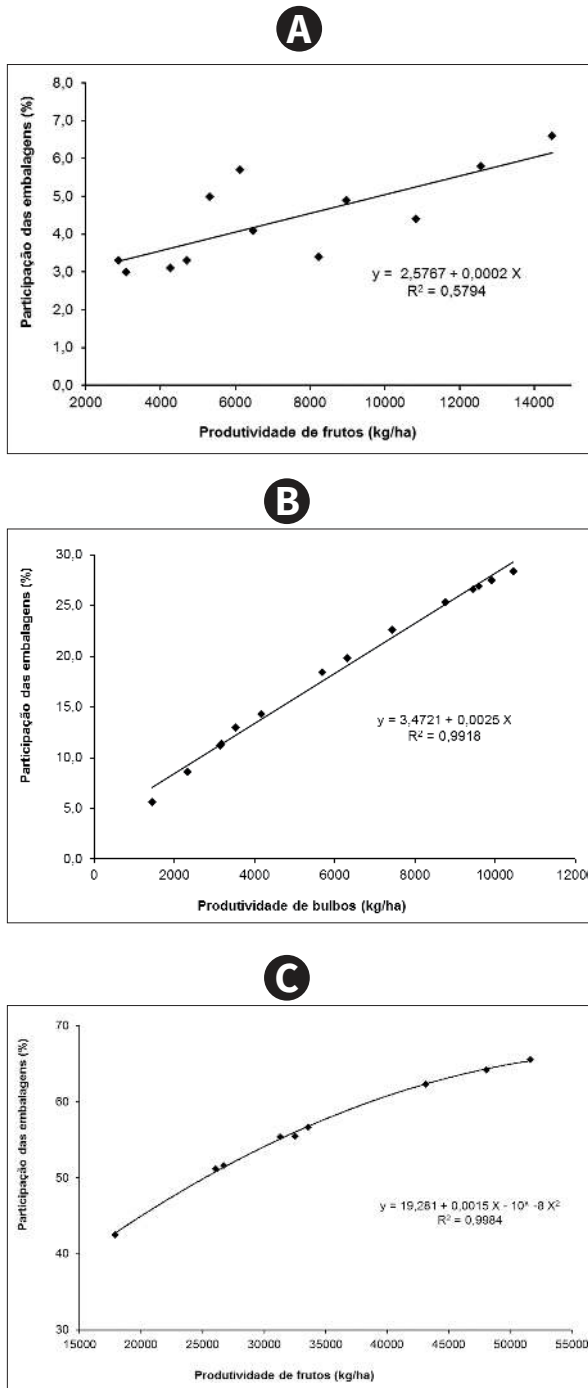 A
8,0
7,0
6,0
5,0
4,0
3,0
2,0
1,0
0,0
Participação das embalagens (%)
y = 2,5767 + 0,0002 X
R² = 0,5794
2000 4000 6000 8000 10000 12000 14000
Produtividade de frutos (kg/ha)
B
30,0
25,0
20,0
15,0
10,0
5,0
0,0
Participação das embalagens (%)
y = 3,4721 + 0,0025 X
R² = 0,9918
0 2000 4000 6000 8000 10000 12000
Produtividade de bulbos (kg/ha)
C
70
60
50
40
30
Participação das embalagens (%)
y = 19,281 + 0,0015 X - 10^ -8 X²
R² = 0,9984
15000 20000 25000 30000 35000 40000 45000 50000 55000
Produtividade de frutos (kg/ha)